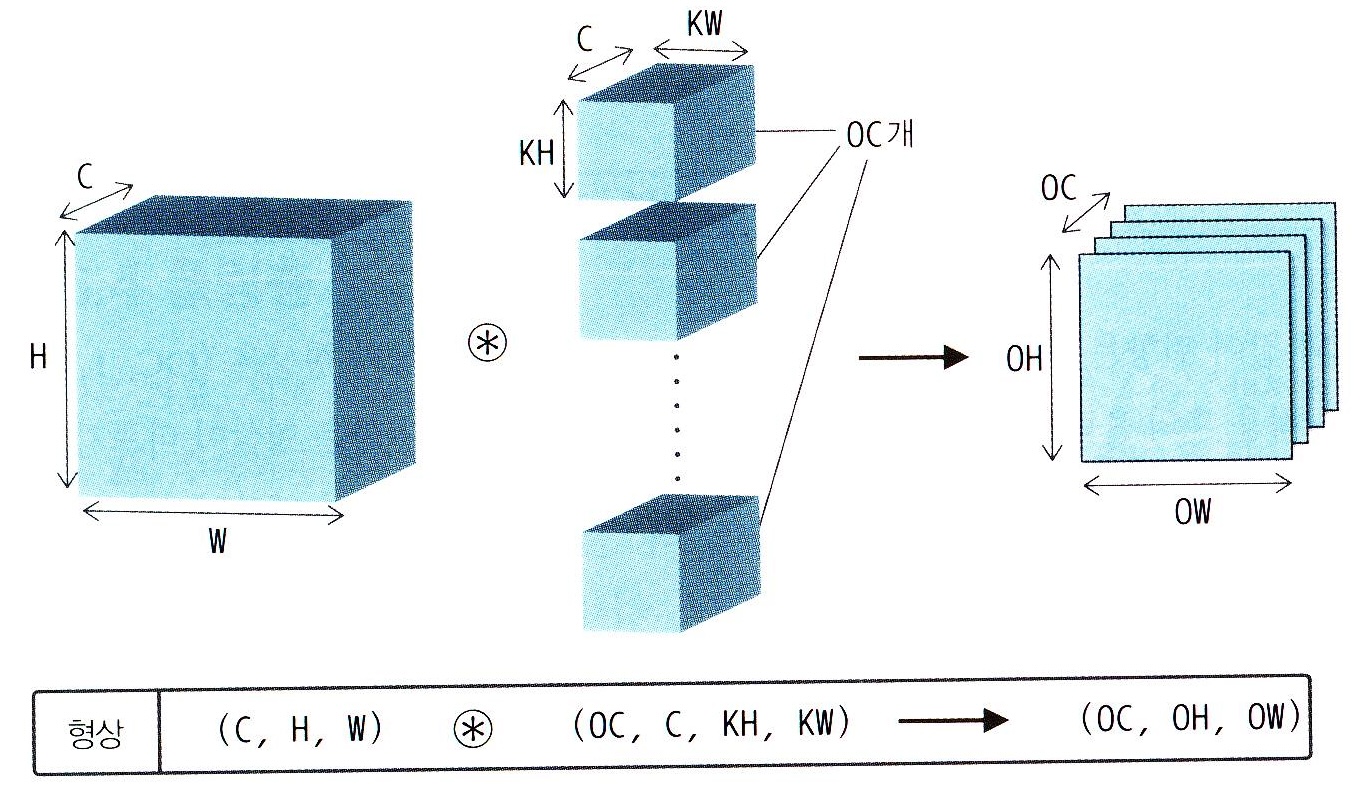 C
H
W
C
KW
KH
OC개
OC
OH
OW
형상 (C, H, W) ⊛ (OC, C, KH, KW) → (OC, OH, OW)